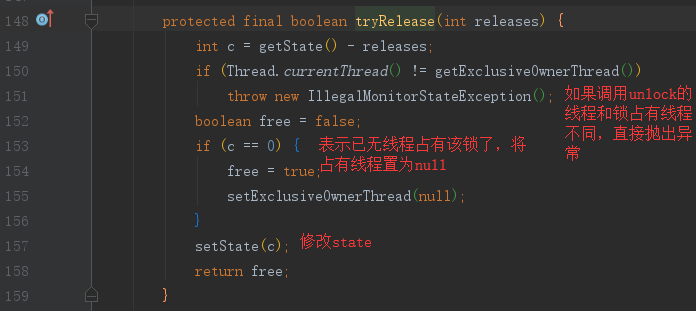 148 protected final boolean tryRelease(int releases) {
149 int c = getState() - releases;
150 if (Thread.currentThread() != getExclusiveOwnerThread())
151 throw new IllegalMonitorStateException();
如果调用unlock的
线程和锁占有线程
不同，直接抛出异
常
152 boolean free = false;
153 if (c == 0) {
表示已无线程占有该锁了，将
占有线程置为null
154 free = true;
155 setExclusiveOwnerThread(null);
156 }
157 setState(c); 修改state
158 return free;
159 }